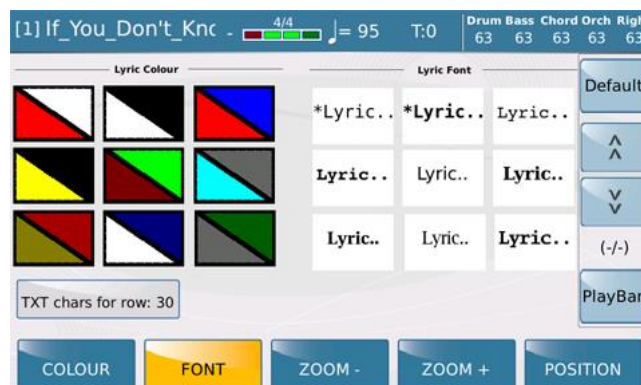 [1] If_You_Don't_Knc - 4/4 = 95 T:0 Drum Bass Chord Orch Righ
63 63 63 63 63
Lyric Colour Lyric Font
Default
*Lyric.. *Lyric.. Lyric..
Lyric.. Lyric.. Lyric..
(-/-)
Lyric.. Lyric.. Lyric..
TXT chars for row: 30
PlayBar
COLOUR FONT ZOOM - ZOOM + POSITION